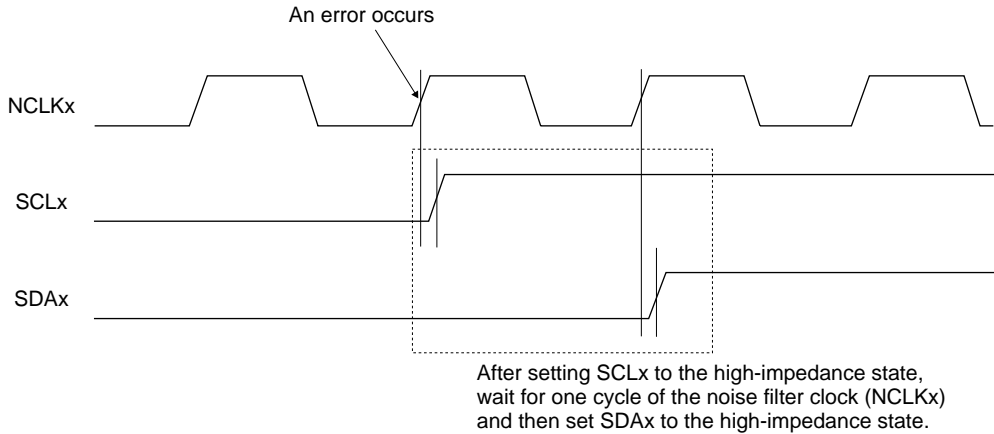 An error occurs
NCLKx
SCLx
SDAx
After setting SCLx to the high-impedance state,
wait for one cycle of the noise filter clock (NCLKx)
and then set SDAx to the high-impedance state.